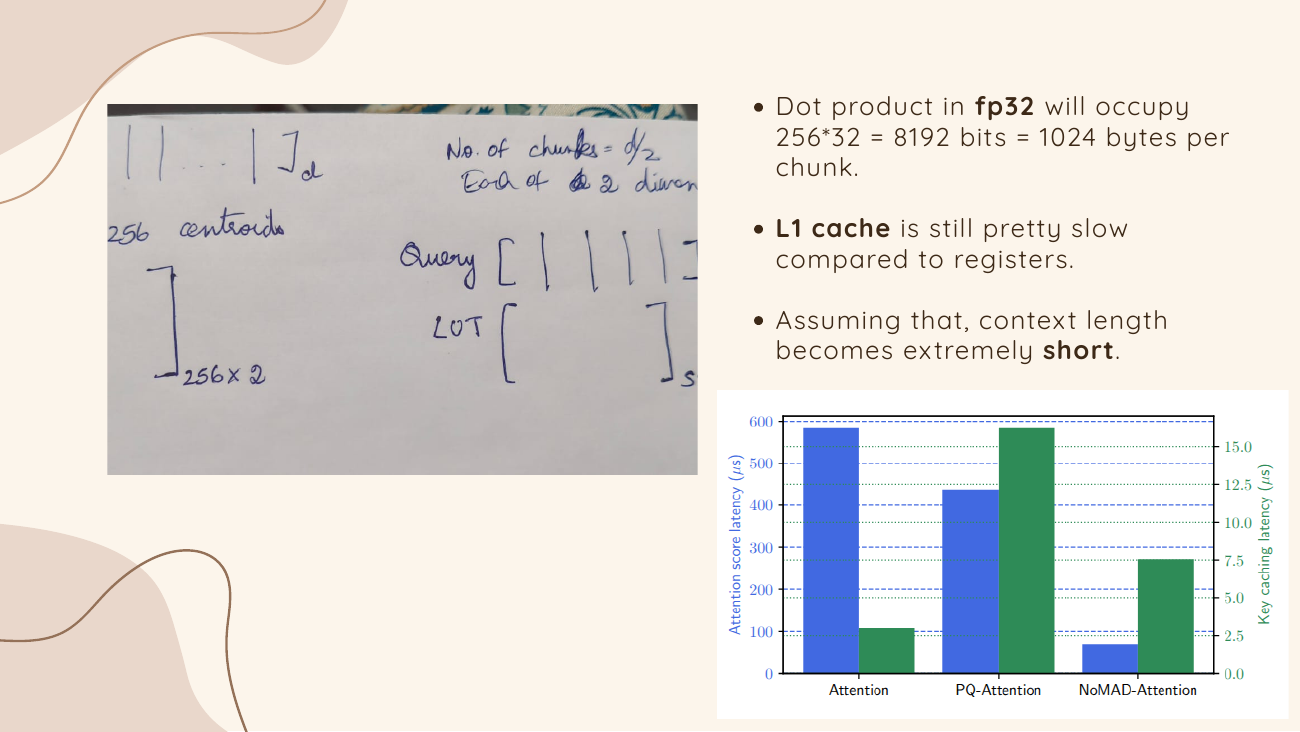 ] d
256 centroids
] 256 x 2
No. of chunks = d/2
Each of 2 dimen
Query [
LUT [ ] s
• Dot product in fp32 will occupy
256*32 = 8192 bits = 1024 bytes per
chunk.
• L1 cache is still pretty slow
compared to registers.
• Assuming that, context length
becomes extremely short.
Attention score latency (μs)
600
500
400
300
200
100
0
Attention
PQ-Attention
NoMAD-Attention
15.0
12.5
10.0
7.5
5.0
2.5
0.0
Key caching latency (μs)